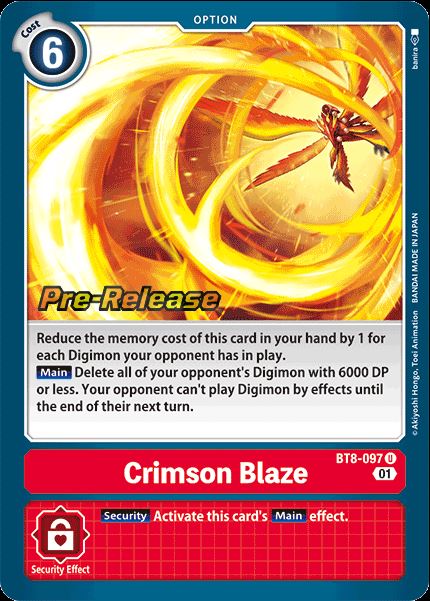 OPTION
Cost
6
banira
Pre-Release
Reduce the memory cost of this card in your hand by 1 for
each Digimon your opponent has in play.
Main Delete all of your opponent's Digimon with 6000 DP
or less. Your opponent can't play Digimon by effects until
the end of their next turn.
©Akiyoshi Hongo, Toei Animation BANDAI MADE IN JAPAN
BT8-097 U
Crimson Blaze
01
Security Activate this card's Main effect.
Security Effect